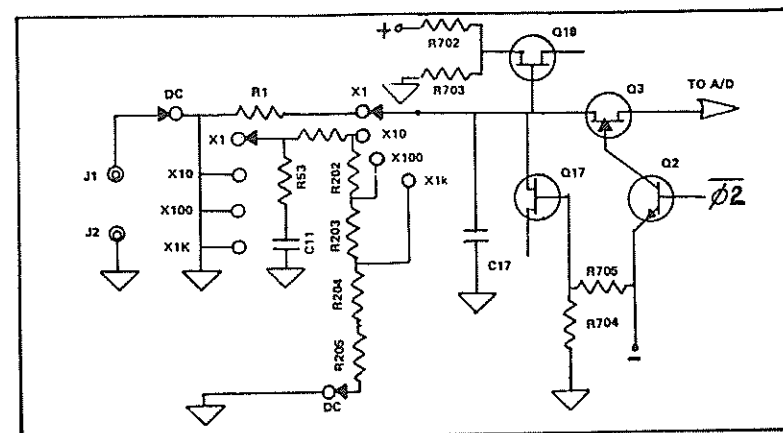 +
R702
Q18
R703
DC
R1
X1
Q3
TO A/D
X1
X10
J1
X10
R53
R202
X100
X1k
Q2
φ2
X100
R203
Q17
J2
X1K
C11
C17
R705
R204
R704
R205
DC
–